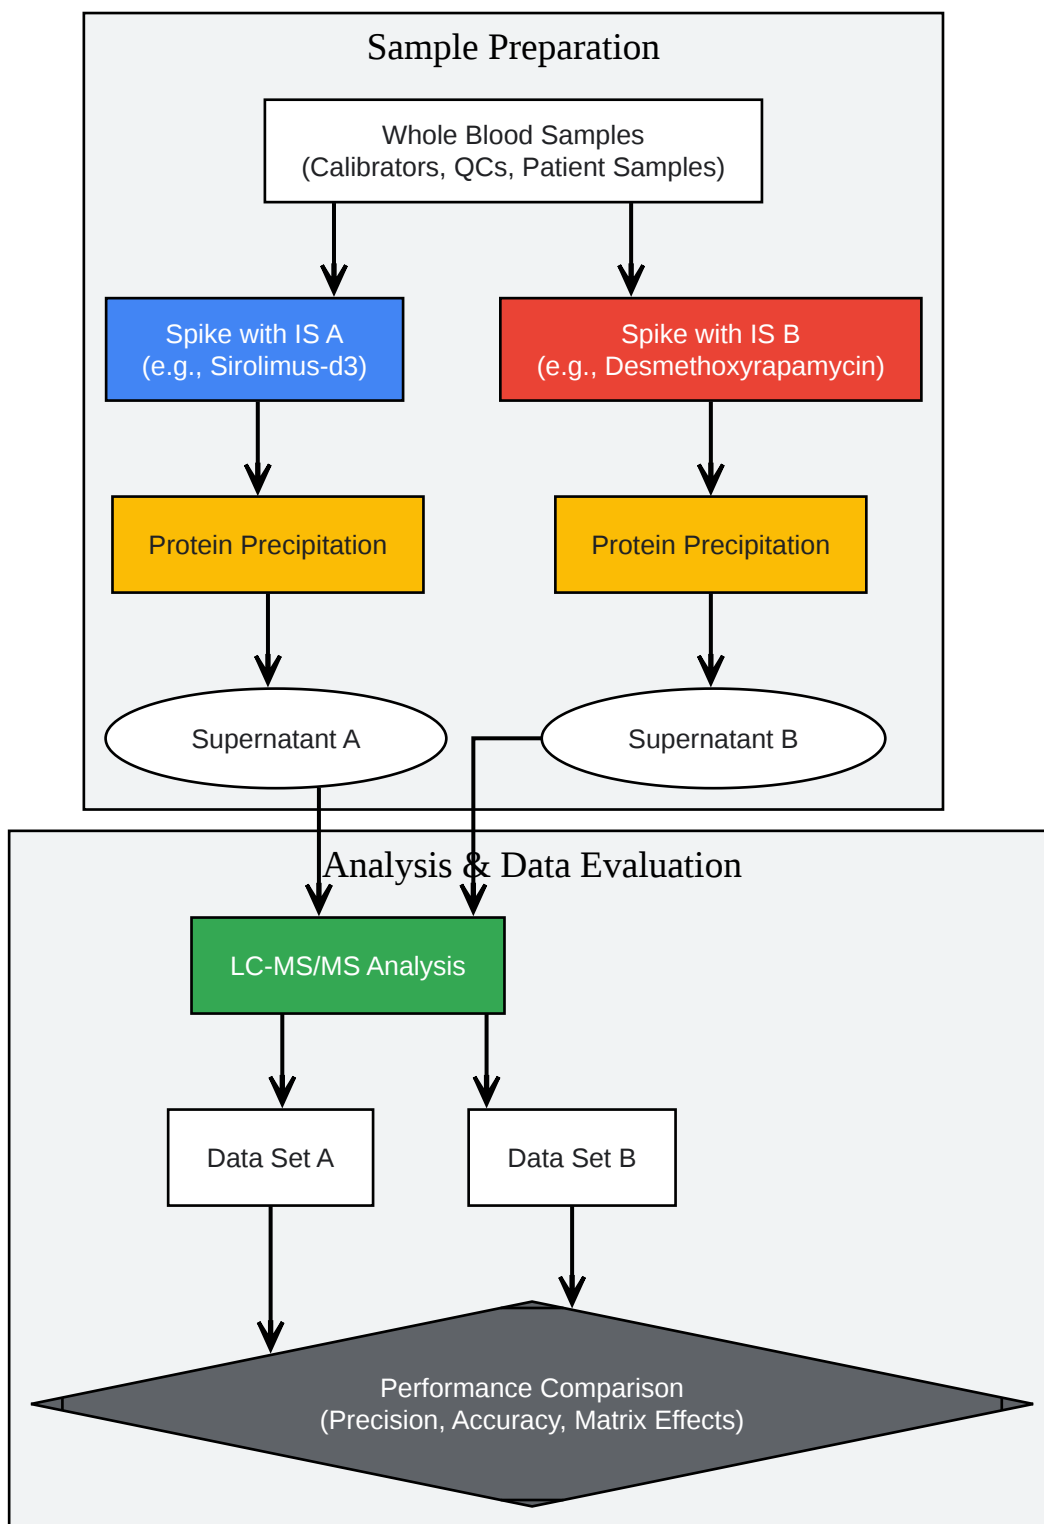 Sample Preparation
Whole Blood Samples
(Calibrators, QCs, Patient Samples)
Spike with IS A
(e.g., Sirolimus-d3)
Spike with IS B
(e.g., Desmethoxyrapamycin)
Protein Precipitation
Protein Precipitation
Supernatant A
Supernatant B
Analysis & Data Evaluation
LC-MS/MS Analysis
Data Set A
Data Set B
Performance Comparison
(Precision, Accuracy, Matrix Effects)